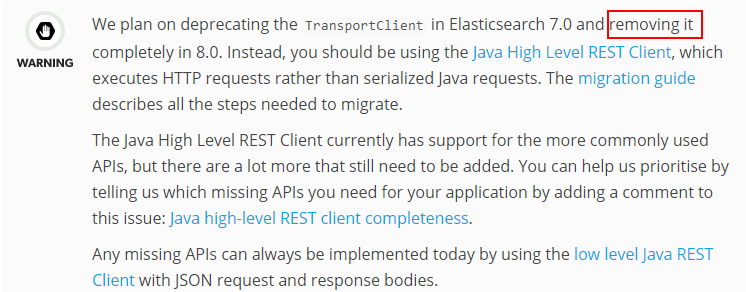 We plan on deprecating the TransportClient in Elasticsearch 7.0 and removing it
WARNING
completely in 8.0. Instead, you should be using the Java High Level REST Client, which
executes HTTP requests rather than serialized Java requests. The migration guide
describes all the steps needed to migrate.
The Java High Level REST Client currently has support for the more commonly used
APIs, but there are a lot more that still need to be added. You can help us prioritise by
telling us which missing APIs you need for your application by adding a comment to
this issue: Java high-level REST client completeness.
Any missing APIs can always be implemented today by using the low level Java REST
Client with JSON request and response bodies.